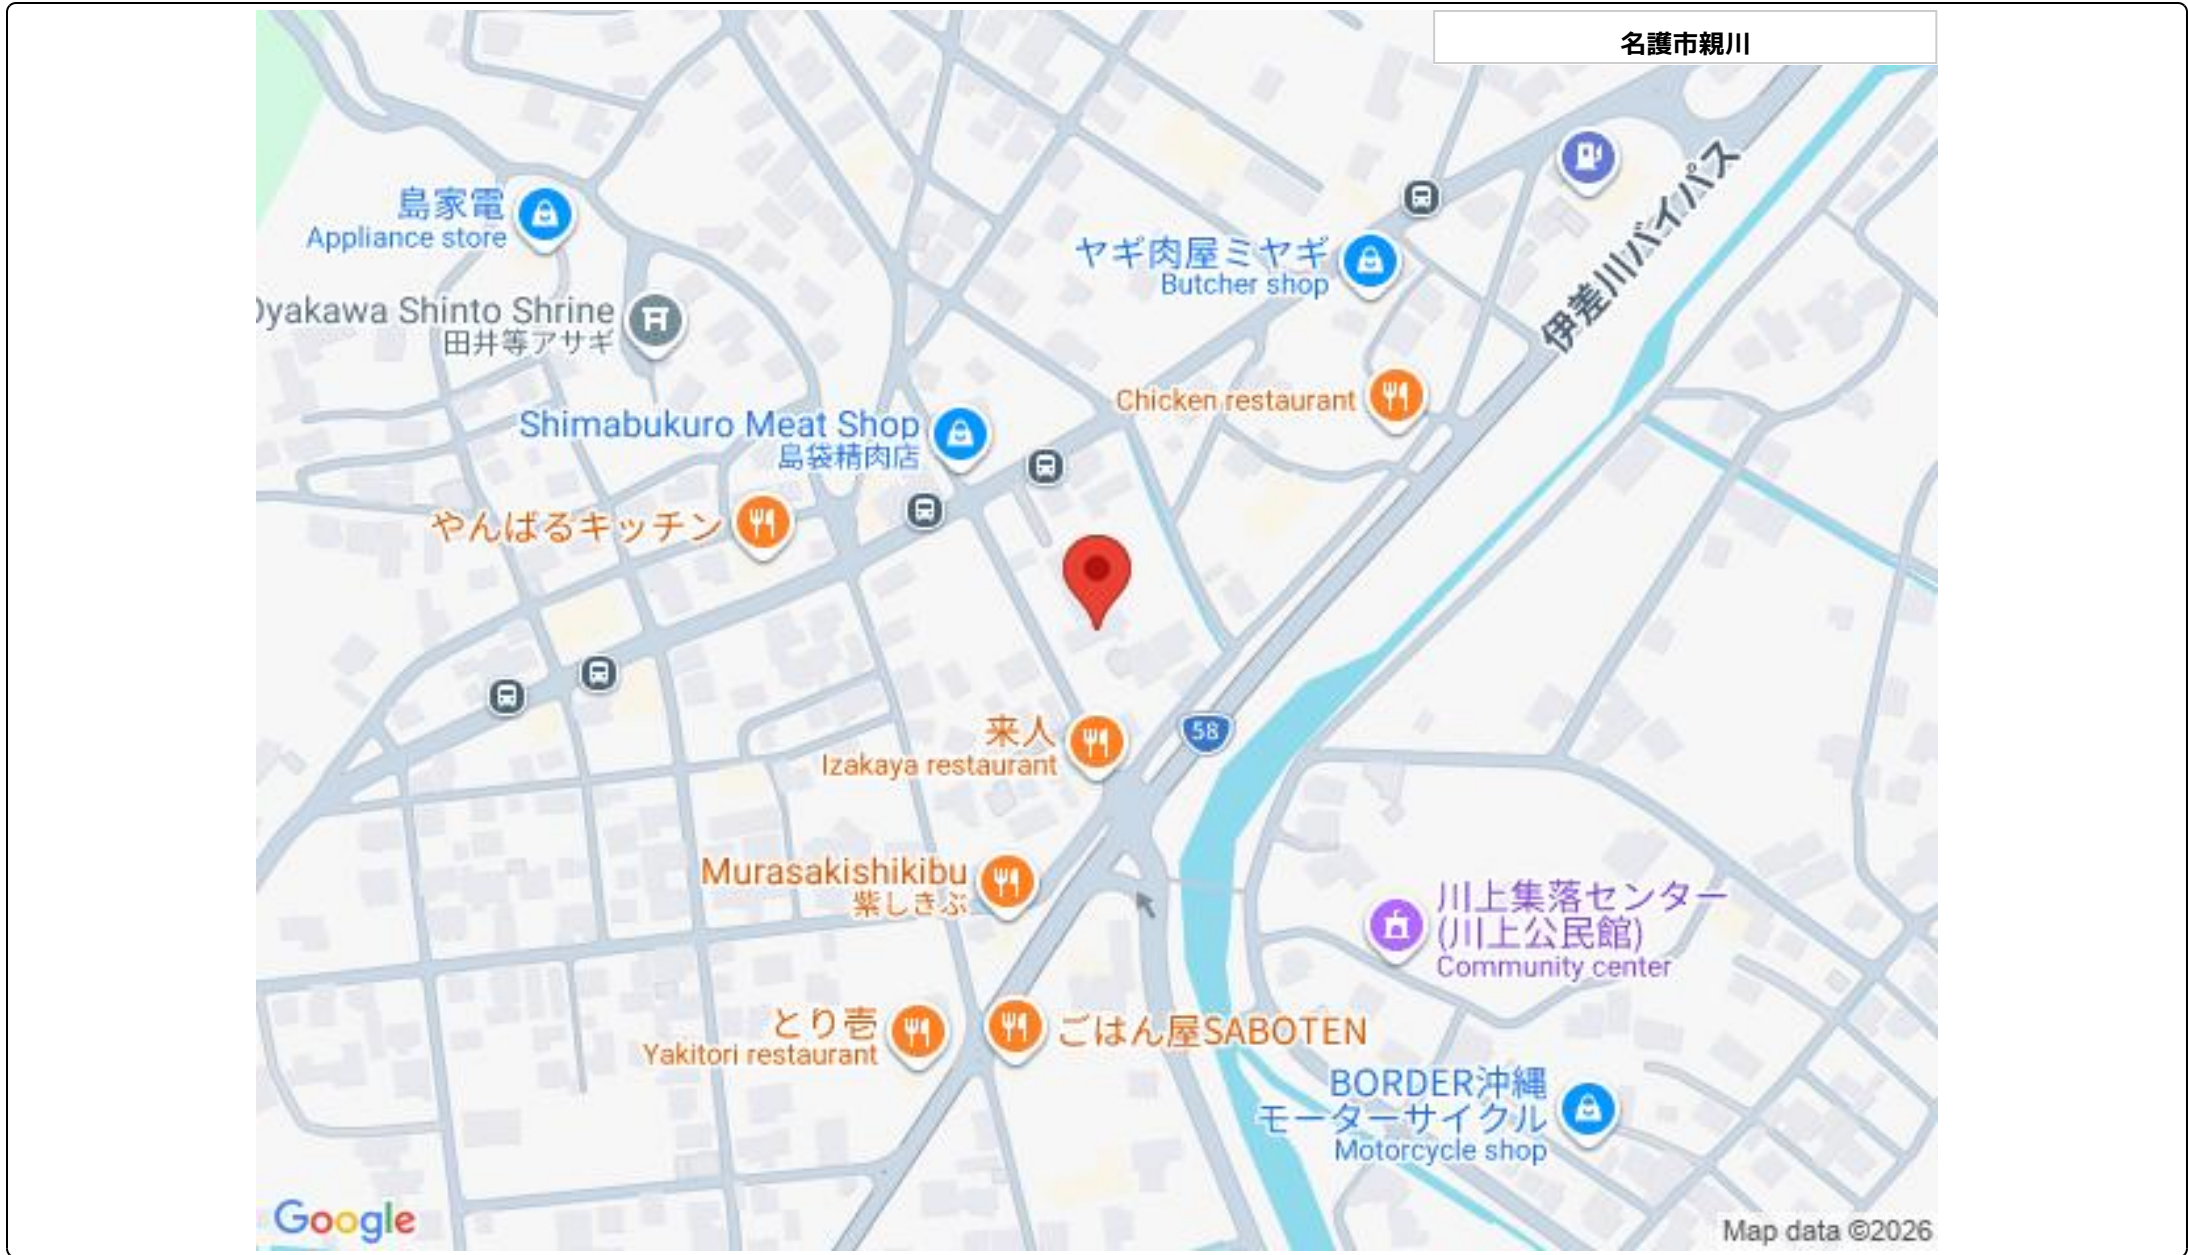 名護市親川
伊差川バイパス
島家電
Appliance store
ヤギ肉屋ミヤギ
Butcher shop
Oyakawa Shinto Shrine
田井等アサギ
Chicken restaurant
Shimabukuro Meat Shop
島袋精肉店
やんばるキッチン
来人
Izakaya restaurant
58
Murasakishikibu
紫しきぶ
川上集落センター
(川上公民館)
Community center
とり壱
Yakitori restaurant
ごはん屋SABOTEN
BORDER沖縄
モーターサイクル
Motorcycle shop
Google
Map data ©2026